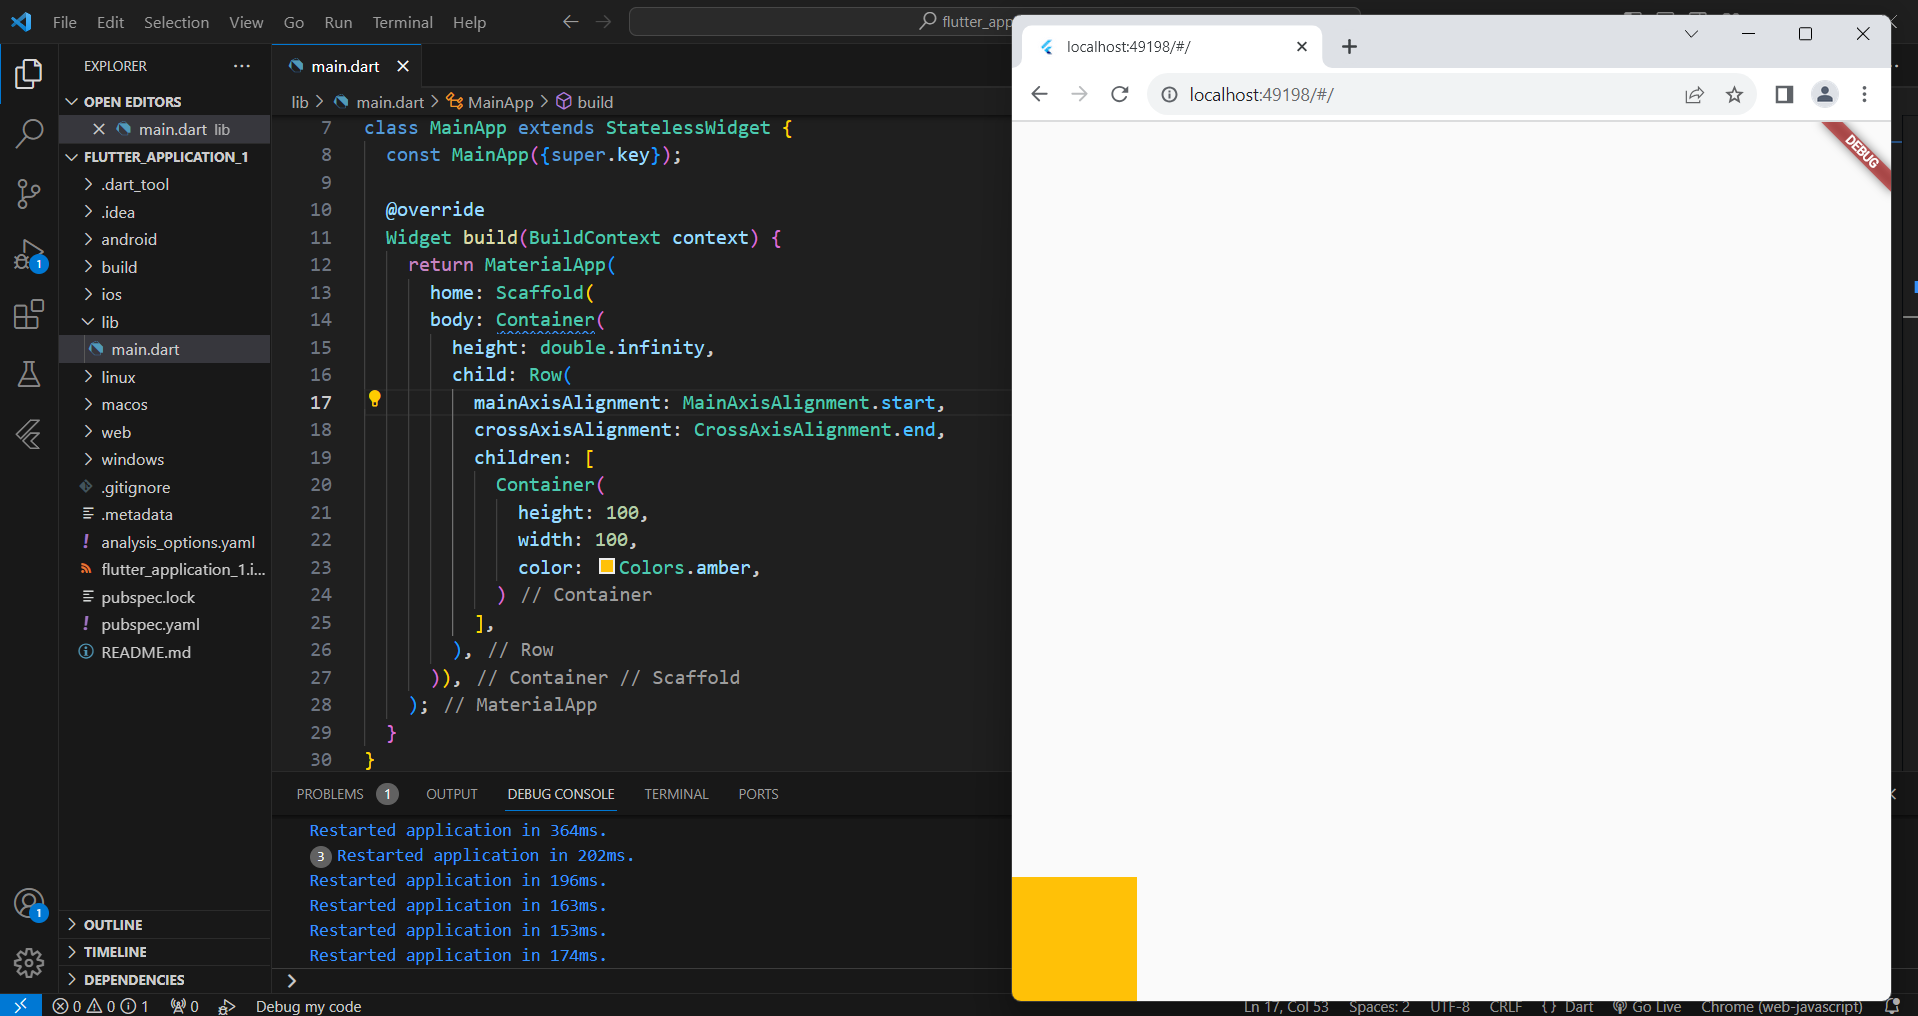 File Edit Selection View Go Run Terminal Help
flutter_app
EXPLORER
OPEN EDITORS
main.dart lib
FLUTTER_APPLICATION_1
.dart_tool
.idea
android
build
ios
lib
main.dart
linux
macos
web
windows
.gitignore
.metadata
analysis_options.yaml
flutter_application_1.i...
pubspec.lock
pubspec.yaml
README.md
OUTLINE
TIMELINE
DEPENDENCIES
1
1
main.dart
lib > main.dart > MainApp > build
7 class MainApp extends StatelessWidget {
8 const MainApp({super.key});
9
10 @override
11 Widget build(BuildContext context) {
12 return MaterialApp(
13 home: Scaffold(
14 body: Container(
15 height: double.infinity,
16 child: Row(
17 mainAxisAlignment: MainAxisAlignment.start,
18 crossAxisAlignment: CrossAxisAlignment.end,
19 children: [
20 Container(
21 height: 100,
22 width: 100,
23 color: Colors.amber,
24 ) // Container
25 ],
26 ), // Row
27 )), // Container // Scaffold
28 ); // MaterialApp
29 }
30 }
PROBLEMS 1 OUTPUT DEBUG CONSOLE TERMINAL PORTS
Restarted application in 364ms.
3 Restarted application in 202ms.
Restarted application in 196ms.
Restarted application in 163ms.
Restarted application in 153ms.
Restarted application in 174ms.
localhost:49198/#/
localhost:49198/#/
DEBUG
0 0 1 0 Debug my code Ln 17, Col 53 Spaces: 2 UTF-8 CRLF {} Dart Go Live Chrome (web-javascript)